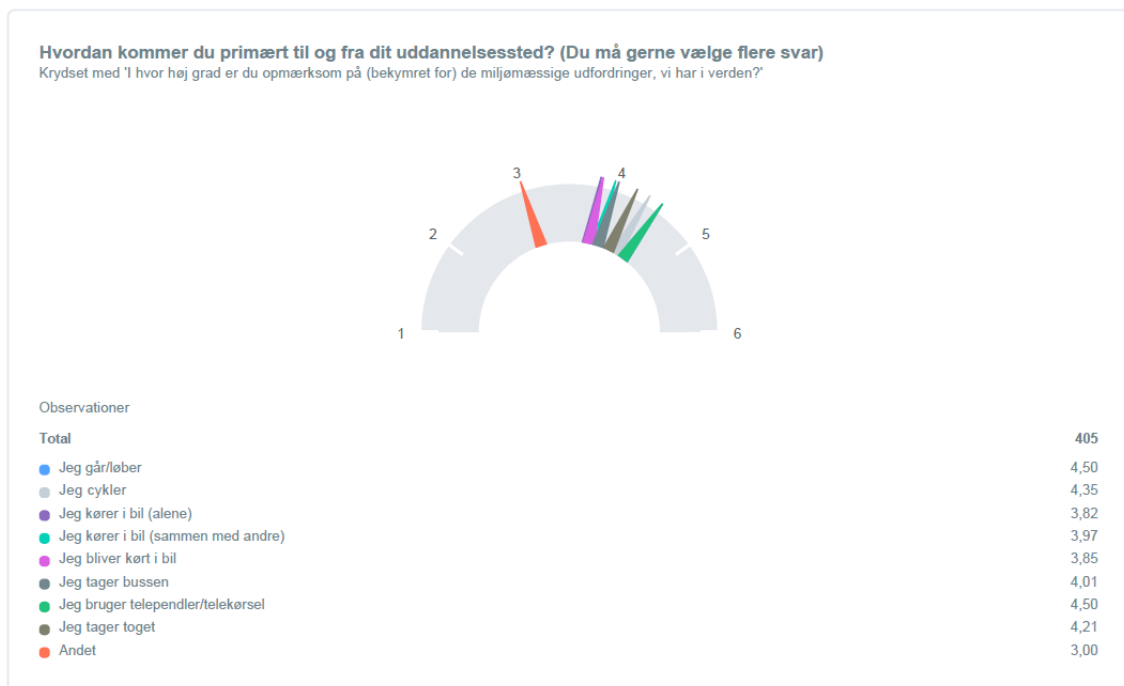 Hvordan kommer du primært til og fra dit uddannelsessted? (Du må gerne vælge flere svar)
Krydset med 'I hvor høj grad er du opmærksom på (bekymret for) de miljømæssige udfordringer, vi har i verden?'
3
4
2
5
1
6
Observationer
Total 405
Jeg går/løber 4,50
Jeg cykler 4,35
Jeg kører i bil (alene) 3,82
Jeg kører i bil (sammen med andre) 3,97
Jeg bliver kørt i bil 3,85
Jeg tager bussen 4,01
Jeg bruger telependler/telekørsel 4,50
Jeg tager toget 4,21
Andet 3,00